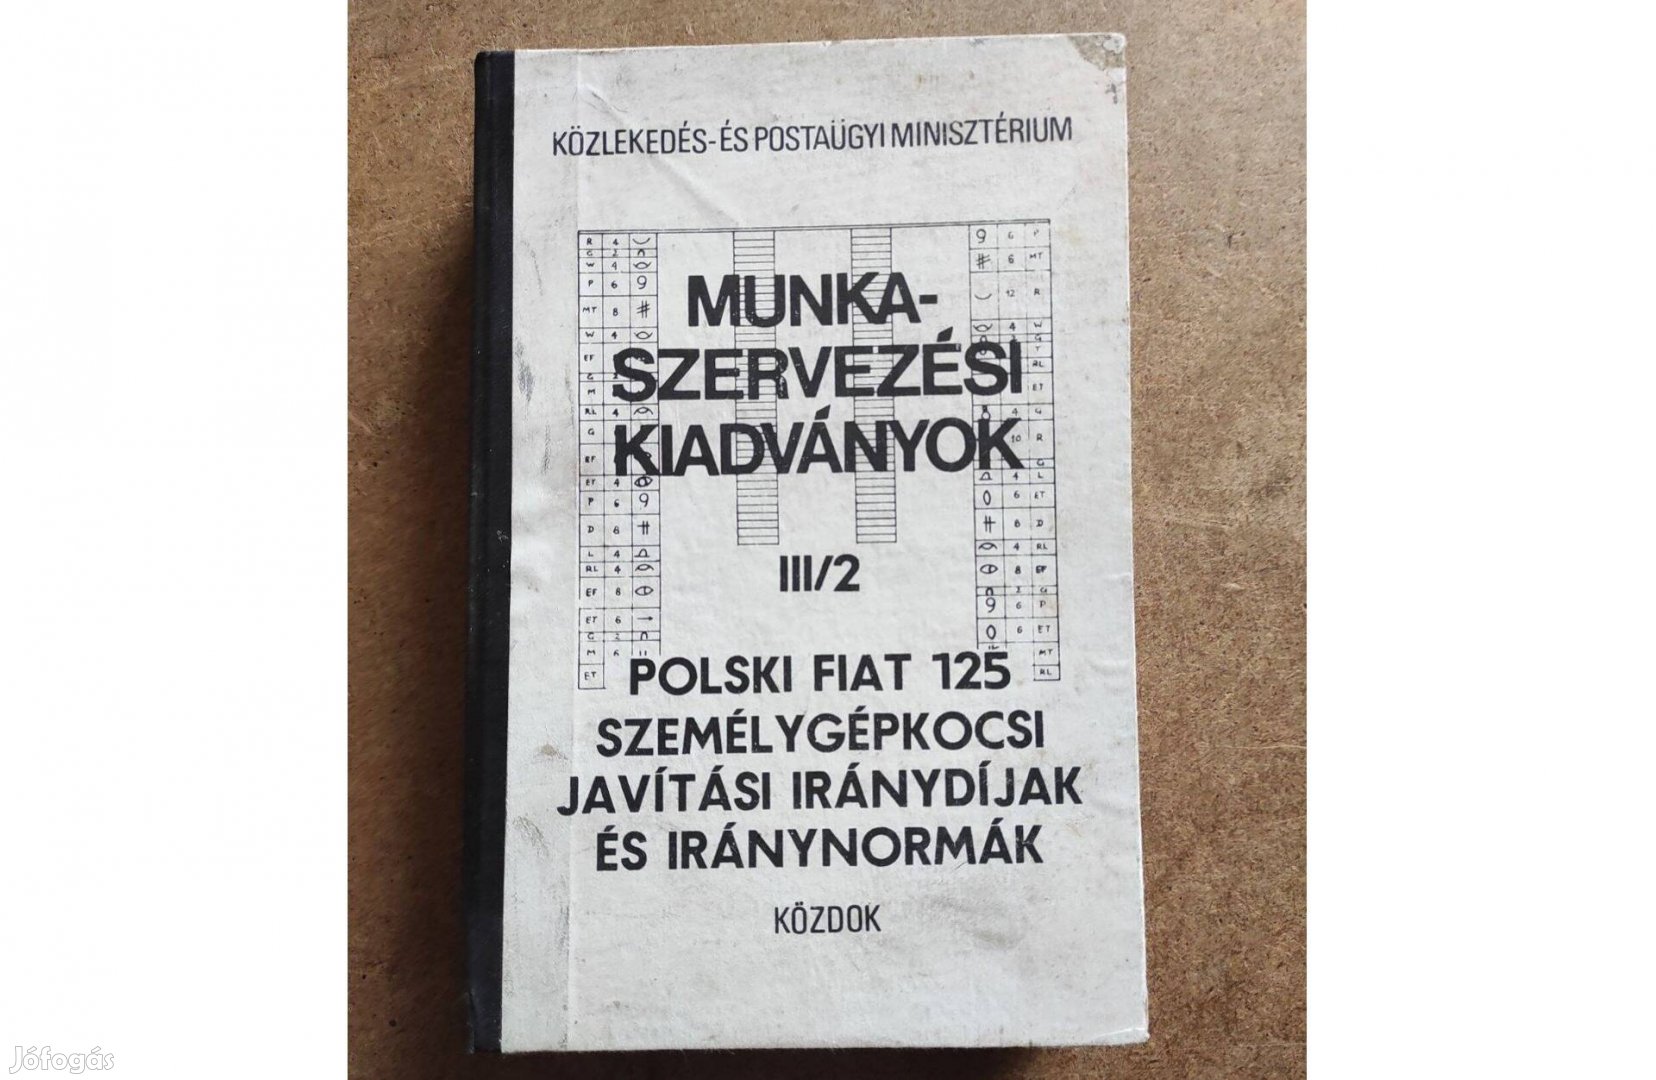 KÖZLEKEDÉS-ÉS POSTAÜGYI MINISZTÉRIUM
MUNKA-
SZERVEZÉSI
KIADVÁNYOK
III/2
POLSKI FIAT 125
SZEMÉLYGÉPKOCSI
JAVÍTÁSI IRÁNYDÍJAK
ÉS IRÁNYNORMÁK
KÖZDOK
Jófogás